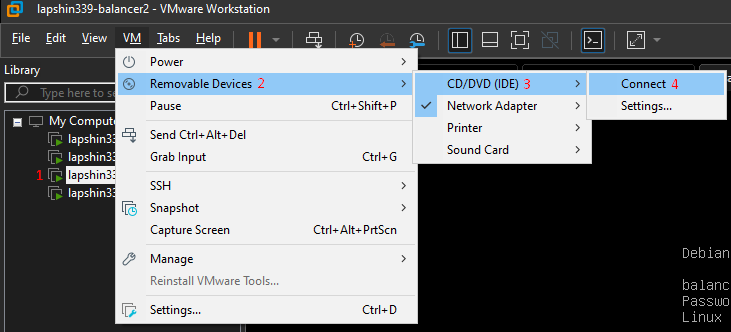 lapshin339-balancer2 - VMware Workstation
File Edit View VM Tabs Help
Library
Type here to se
My Compute
lapshin33
lapshin33
1 lapshin33
lapshin33
Power
Removable Devices 2
Pause Ctrl+Shift+P
Send Ctrl+Alt+Del
Grab Input Ctrl+G
SSH
Snapshot
Capture Screen Ctrl+Alt+PrtScn
Manage
Reinstall VMware Tools...
Settings... Ctrl+D
CD/DVD (IDE) 3
Network Adapter
Printer
Sound Card
Connect 4
Settings...
Debian
balanc
Passwo
Linux